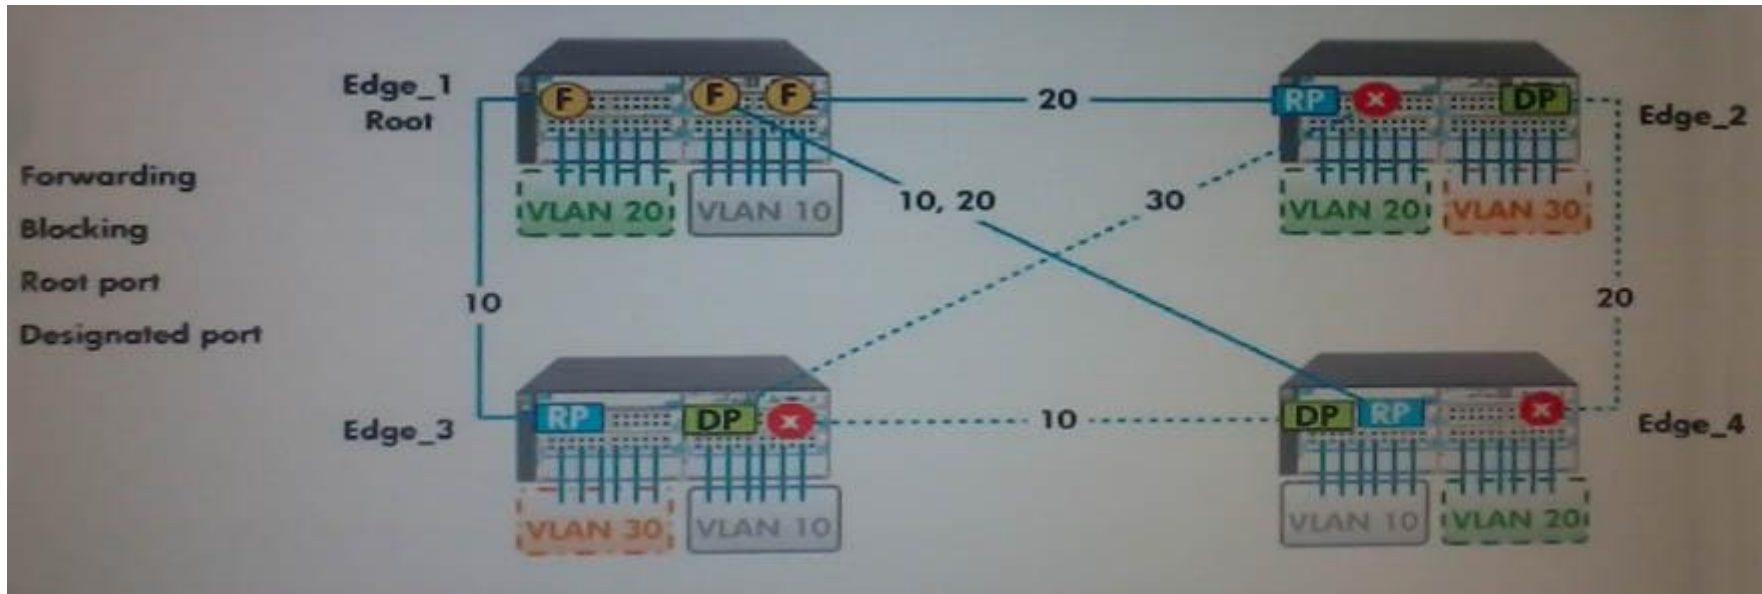 Edge_1
Root
F
F
F
20
RP
x
DP
Edge_2
Forwarding
Blocking
Root port
Designated port
VLAN 20
VLAN 10
10, 20
30
VLAN 20
VLAN 30
10
20
Edge_3
RP
DP
x
10
DP
RP
x
Edge_4
VLAN 30
VLAN 10
VLAN 10
VLAN 20